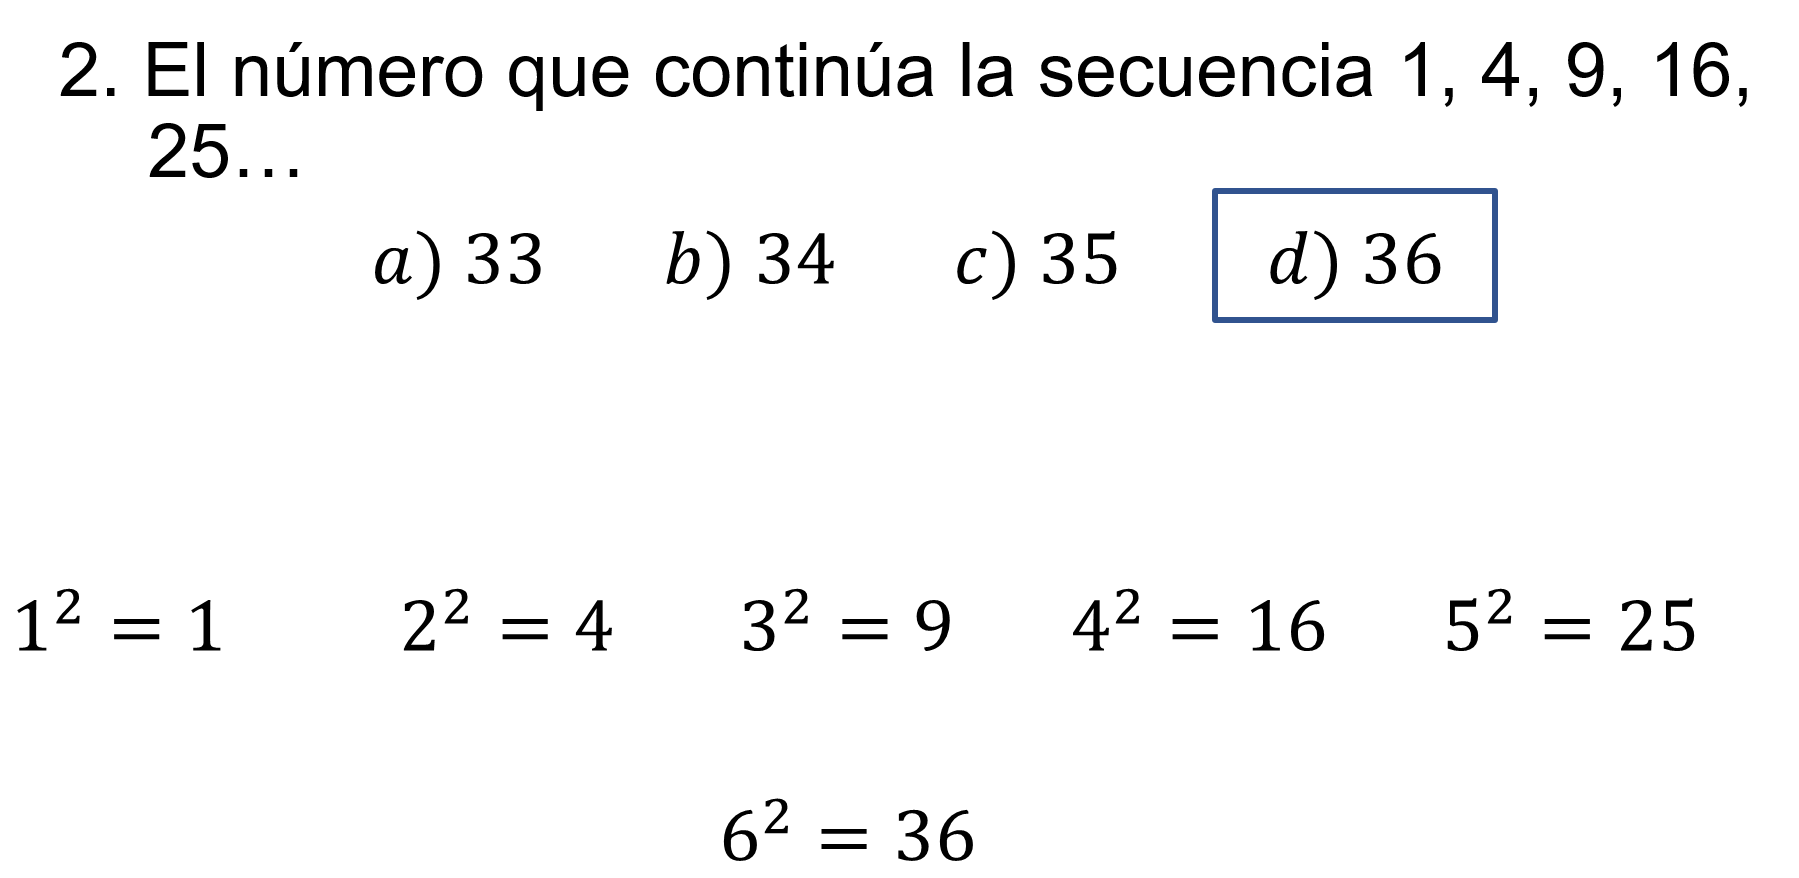 2. El número que continúa la secuencia 1, 4, 9, 16,
25…
a) 33 b) 34 c) 35 d) 36
1² = 1 2² = 4 3² = 9 4² = 16 5² = 25
6² = 36